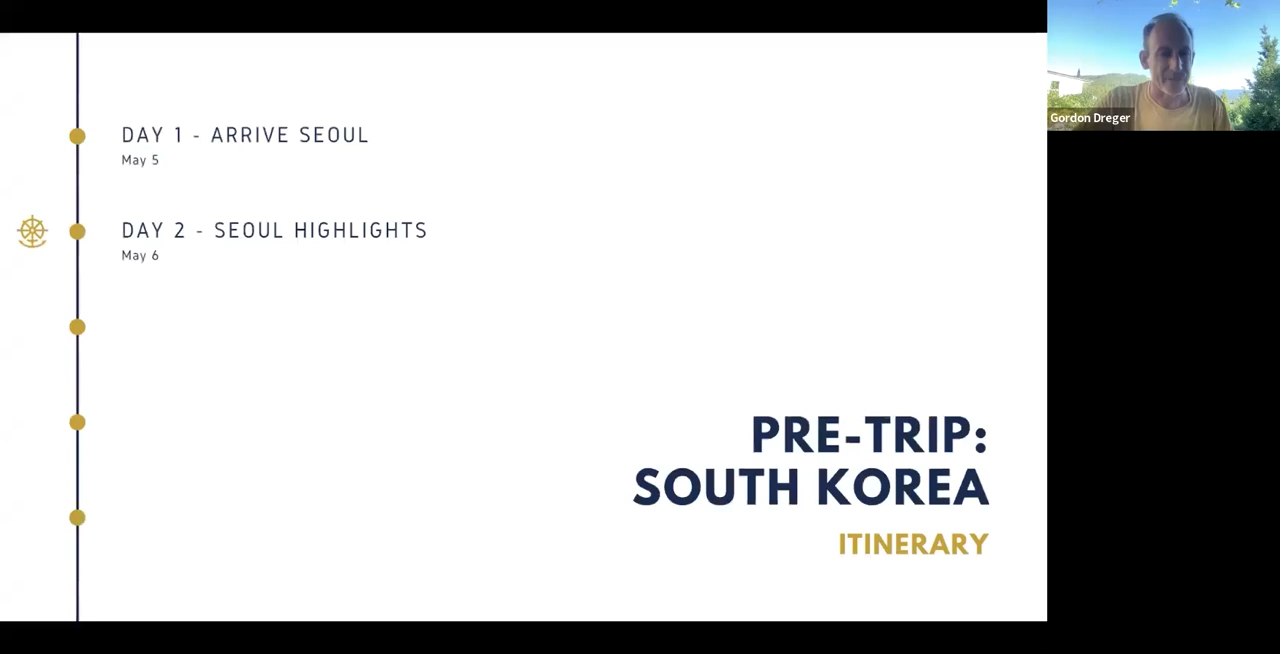 DAY 1 - ARRIVE SEOUL
May 5
DAY 2 - SEOUL HIGHLIGHTS
May 6
PRE-TRIP:
SOUTH KOREA
ITINERARY
Gordon Dreger